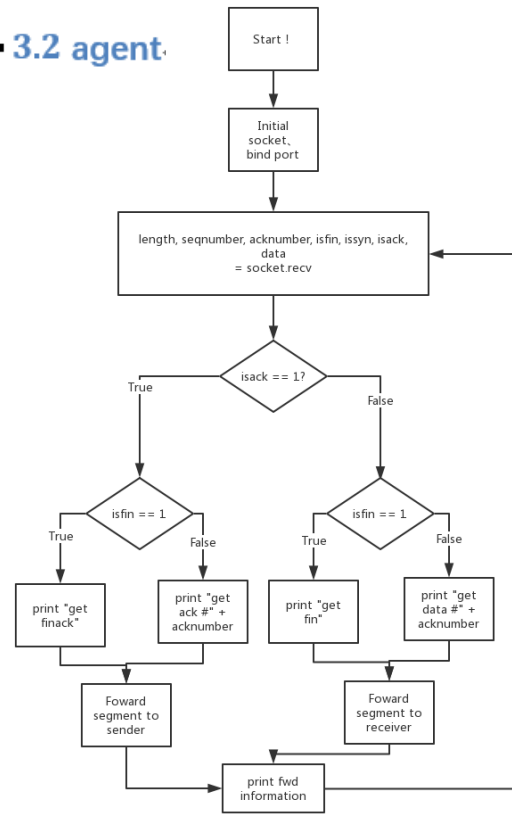 3.2 agent
Start !
Initial
socket、
bind port
length, seqnumber, acknumber, isfin, issyn, isack,
data
= socket.recv
isack == 1?
True
False
isfin == 1
isfin == 1
True
False
True
False
print "get
finack"
print "get
ack #" +
acknumber
print "get
fin"
print "get
data #" +
acknumber
Foward
segment to
sender
Foward
segment to
receiver
print fwd
information